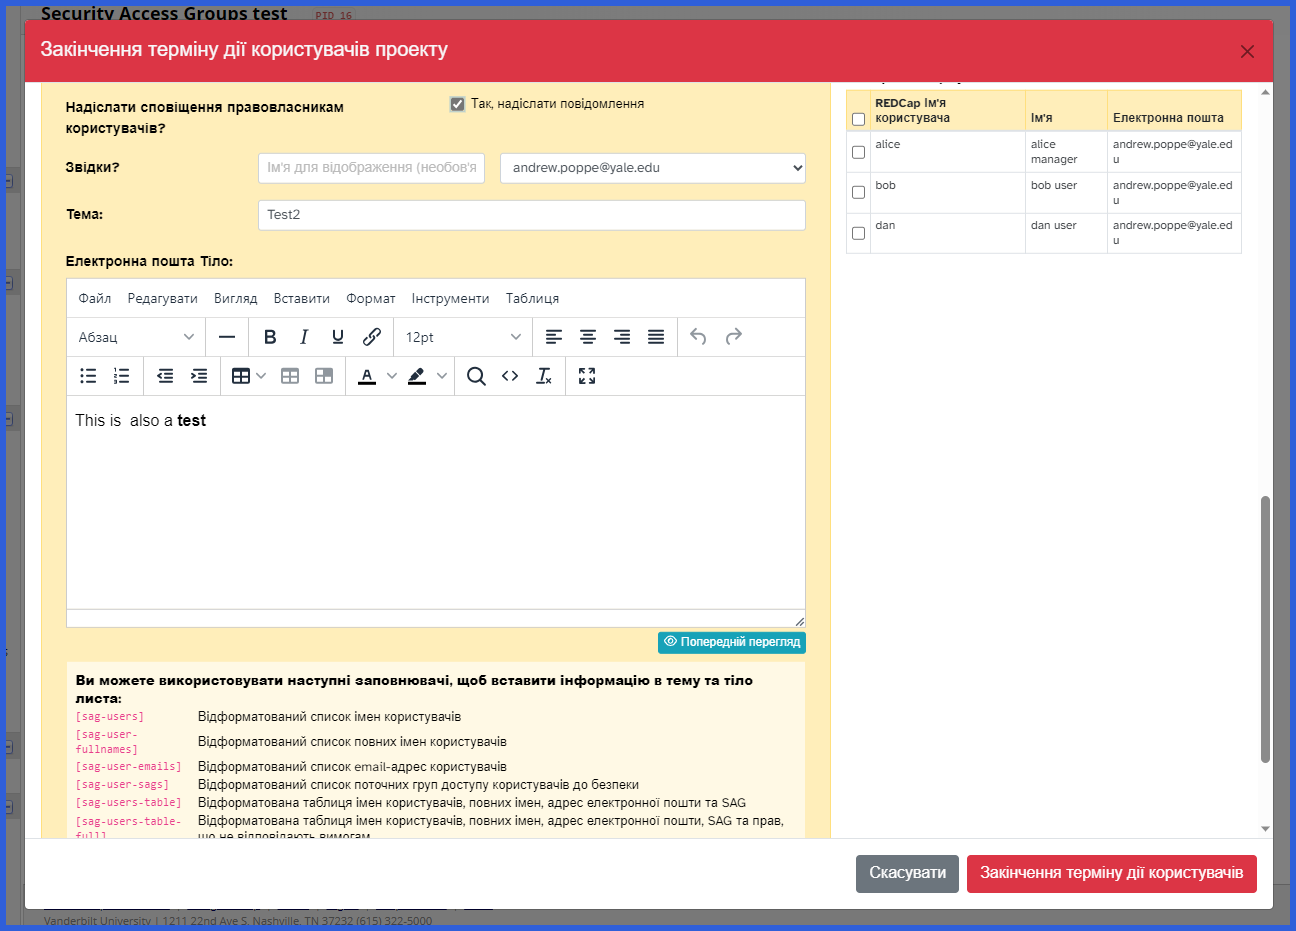 Security Access Groups test PID 16
Закінчення терміну дії користувачів проекту
Надіслати сповіщення правовласникам
користувачів?
Так, надіслати повідомлення
Звідки?
Ім'я для відображення (необов'я
andrew.poppe@yale.edu
Тема:
Test2
Електронна пошта Тіло:
Файл Редагувати Вигляд Вставити Формат Інструменти Таблиця
Абзац
12pt
This is also a test
Попередній перегляд
Ви можете використовувати наступні заповнювачі, щоб вставити інформацію в тему та тіло
листа:
[sag-users] Відформатований список імен користувачів
[sag-user-
fullnames] Відформатований список повних імен користувачів
[sag-user-emails] Відформатований список email-адрес користувачів
[sag-user-sags] Відформатований список поточних груп доступу користувачів до безпеки
[sag-users-table] Відформатована таблиця імен користувачів, повних імен, адрес електронної пошти та SAG
[sag-users-table-
full] Відформатована таблиця імен користувачів, повних імен, адрес електронної пошти, SAG та прав,
що не відповідають вимогам
REDCap Ім'я
користувача
Ім'я
Електронна пошта
alice
alice
manager
andrew.poppe@yale.ed
u
bob
bob user
andrew.poppe@yale.ed
u
dan
dan user
andrew.poppe@yale.ed
u
Скасувати
Закінчення терміну дії користувачів
Vanderbilt University | 1211 22nd Ave S, Nashville, TN 37232 (615) 322-5000